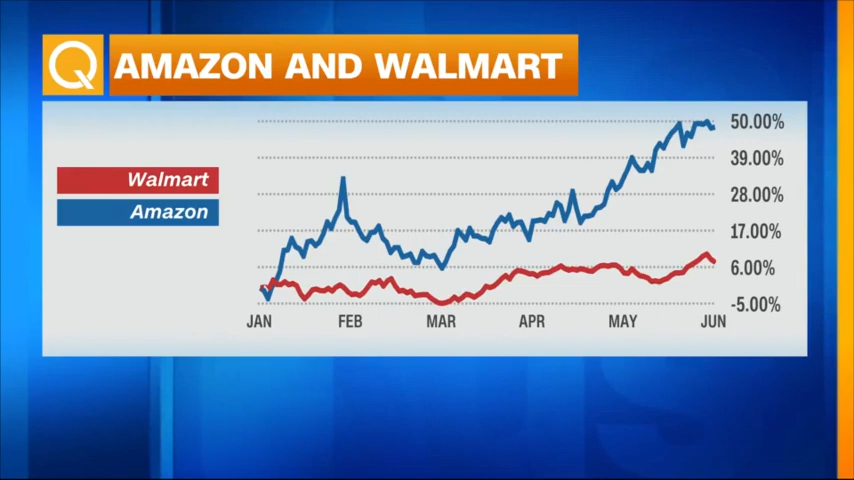 Q AMAZON AND WALMART
Walmart
Amazon
50.00%
39.00%
28.00%
17.00%
6.00%
-5.00%
JAN FEB MAR APR MAY JUN